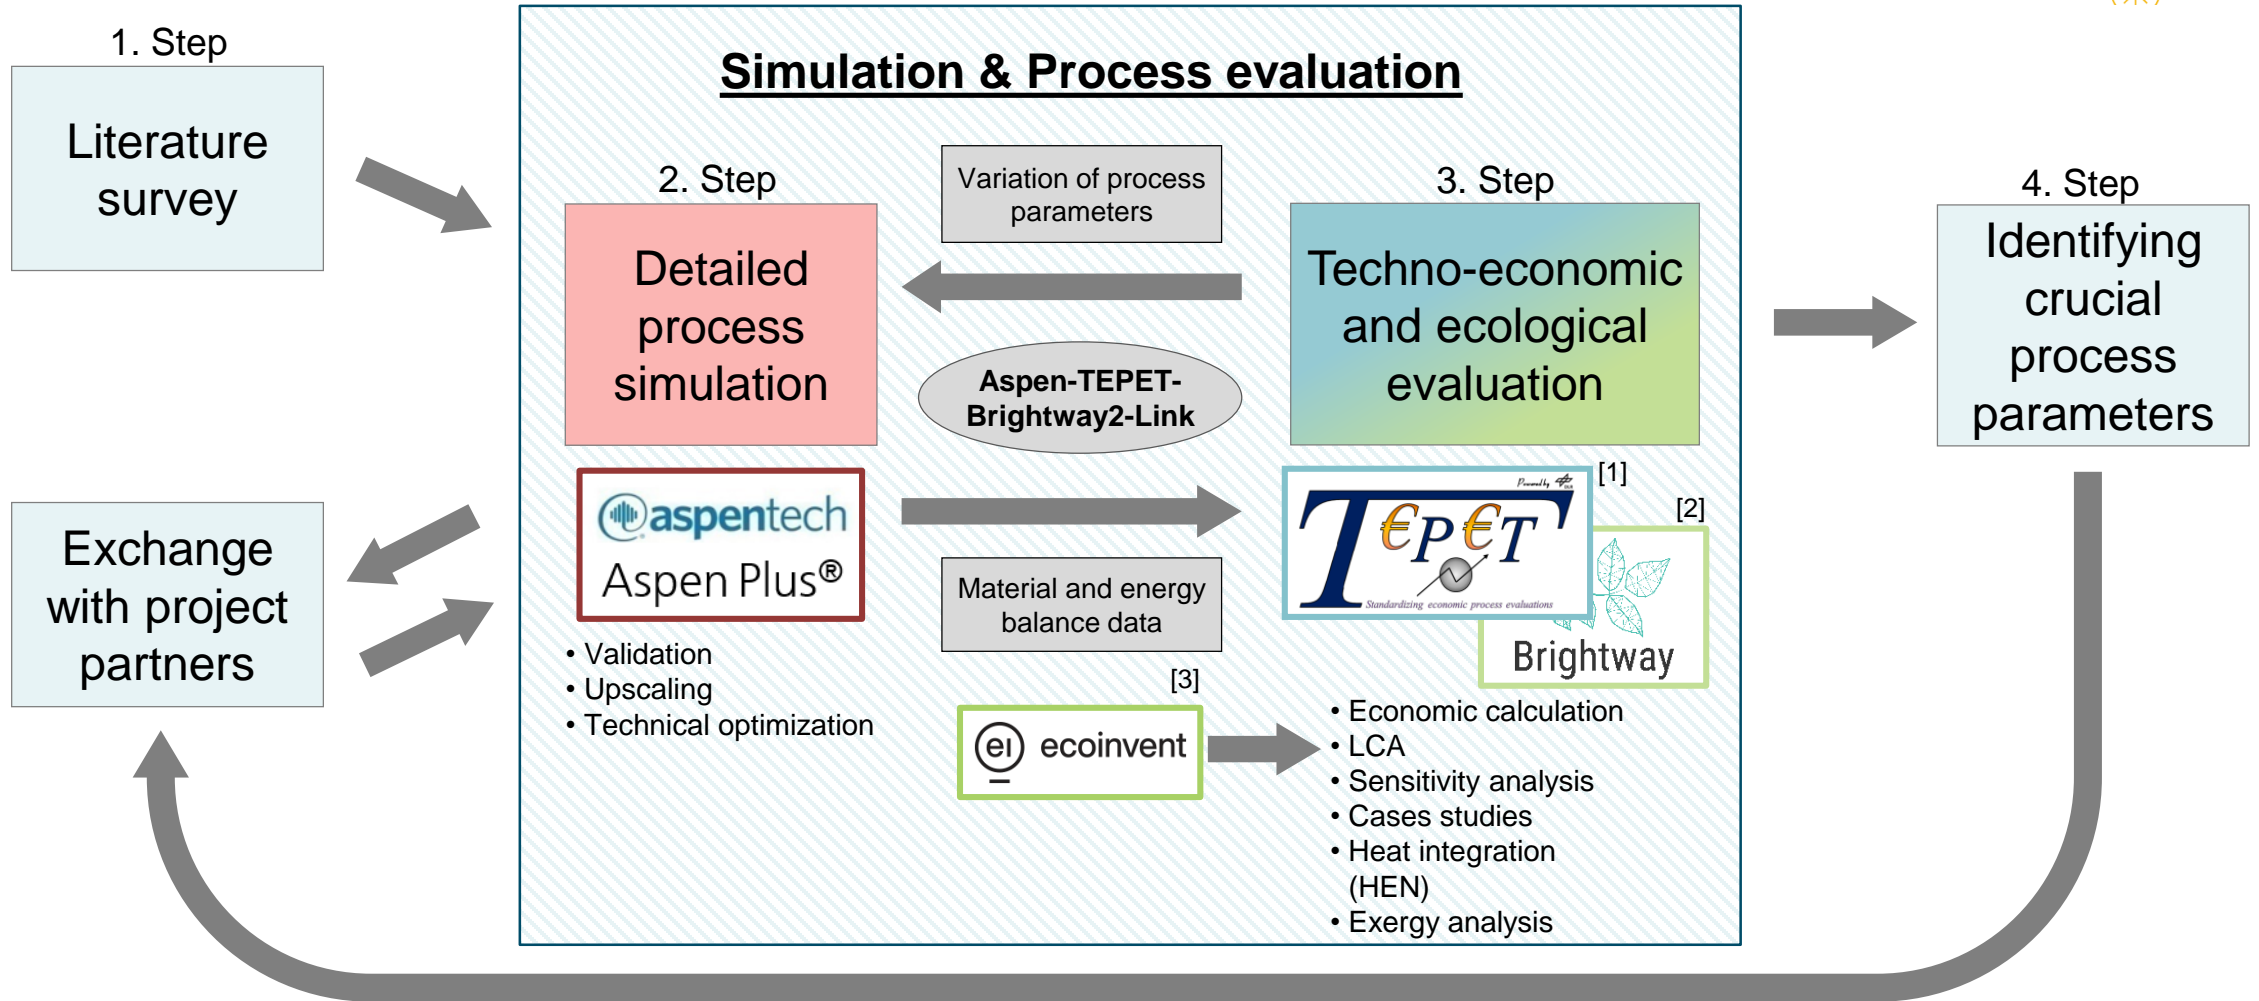 1. Step
Literature
survey
Exchange
with project
partners
Simulation & Process evaluation
2. Step
Detailed
process
simulation
aspentech
Aspen Plus®
• Validation
• Upscaling
• Technical optimization
Variation of process
parameters
Aspen-TEPET-
Brightway2-Link
Material and energy
balance data
[3]
ecoinvent
3. Step
Techno-economic
and ecological
evaluation
[1]
Powered by DLR
T€P€T
Standardizing economic process evaluations
[2]
Brightway
• Economic calculation
• LCA
• Sensitivity analysis
• Cases studies
• Heat integration
(HEN)
• Exergy analysis
4. Step
Identifying
crucial
process
parameters